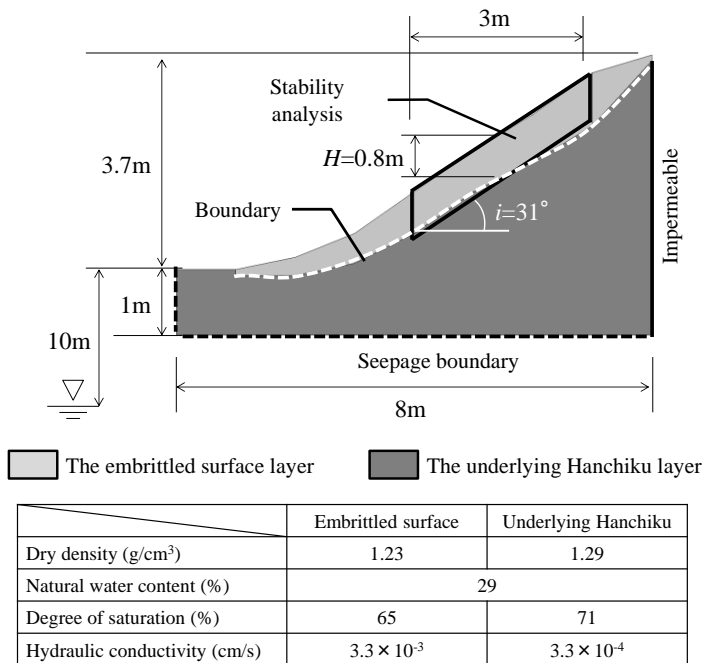 3m
Stability
analysis
3.7m
H=0.8m
Boundary
i=31°
Impermeable
1m
10m
Seepage boundary
8m
The embrittled surface layer
The underlying Hanchiku layer
Embrittled surface Underlying Hanchiku
Dry density (g/cm³) 1.23 1.29
Natural water content (%) 29
Degree of saturation (%) 65 71
Hydraulic conductivity (cm/s) 3.3×10⁻³ 3.3×10⁻⁴